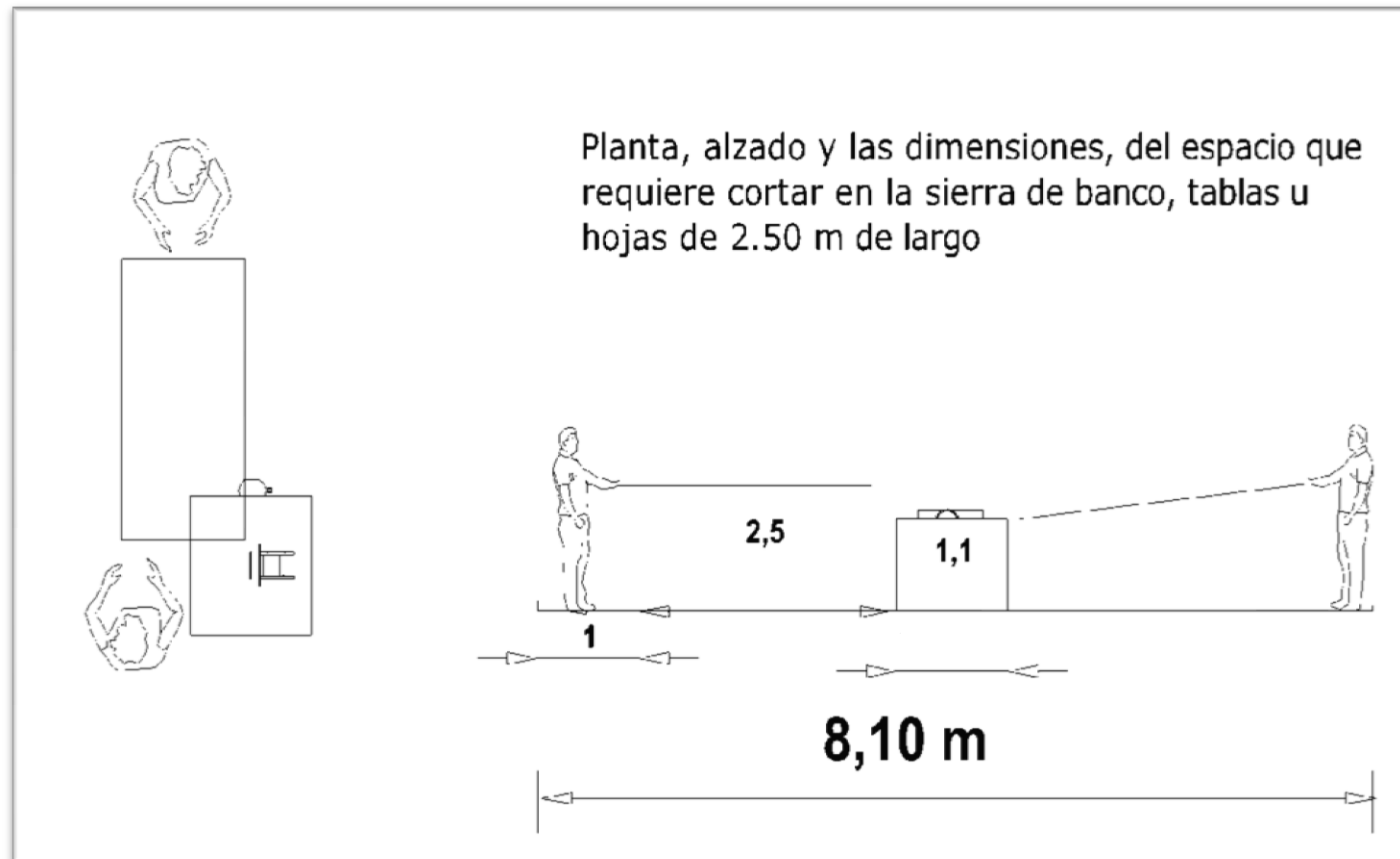 Planta, alzado y las dimensiones, del espacio que
requiere cortar en la sierra de banco, tablas u
hojas de 2.50 m de largo
2,5
1,1
1
8,10 m